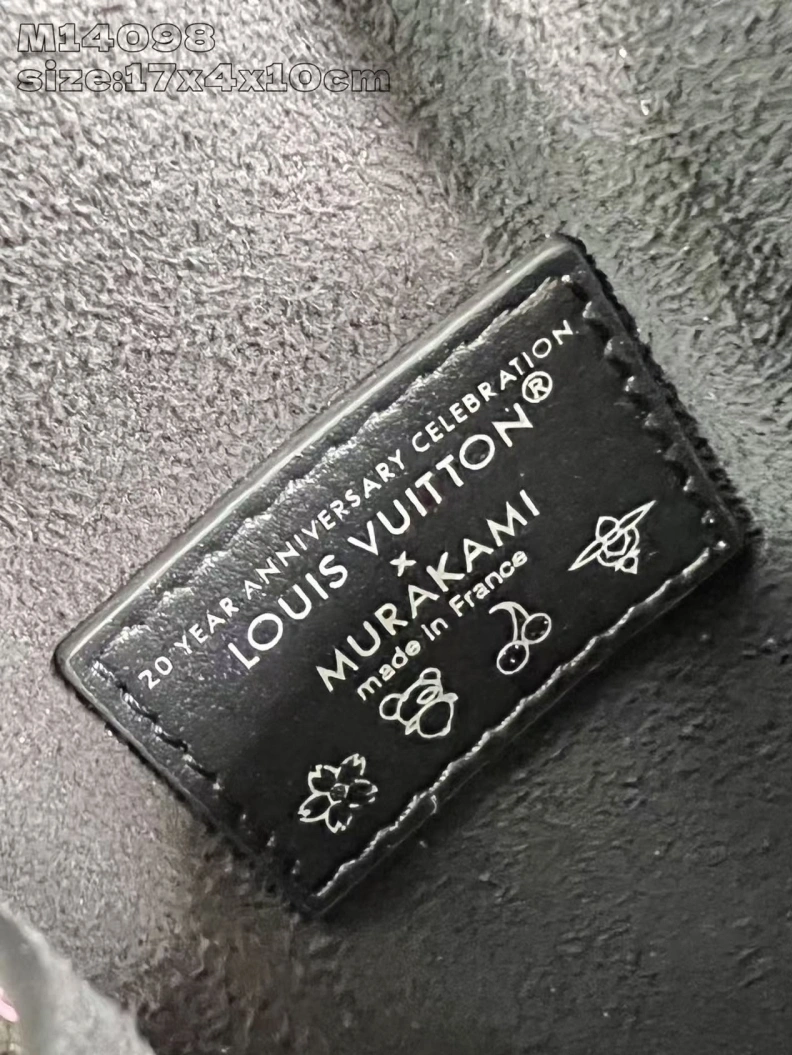 M14098
size:17x4x10cm
20 YEAR ANNIVERSARY CELEBRATION
LOUIS VUITTON®
x
MURAKAMI
made in France